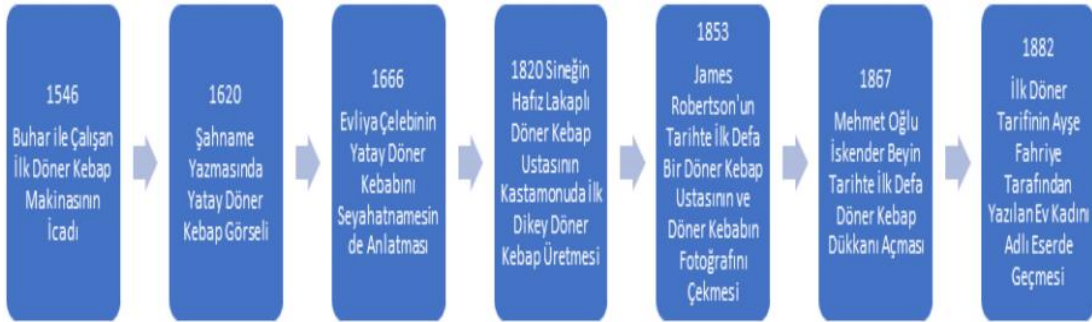 1546
Buhar ile Çalışan
İlk Döner Kebap
Makinasının
İcadı
1620
Şahname
Yazmasında
Yatay Döner
Kebap Görseli
1666
Evliya Çelebinin
Yatay Döner
Kebabını
Seyahatnamesin
de Anlatması
1820 Sineğin
Hafız Lakaplı
Döner Kebap
Ustasının
Kastamonuda İlk
Dikey Döner
Kebap Üretmesi
1853
James
Robertson'un
Tarihte İlk Defa
Bir Döner Kebap
Ustasının ve
Döner Kebabın
Fotoğrafını
Çekmesi
1867
Mehmet Oğlu
İskender Beyin
Tarihte İlk Defa
Döner Kebap
Dükkanı Açması
1882
İlk Döner
Tarifinin Ayşe
Fahriye
Tarafından
Yazılan Ev Kadını
Adlı Eserde
Geçmesi